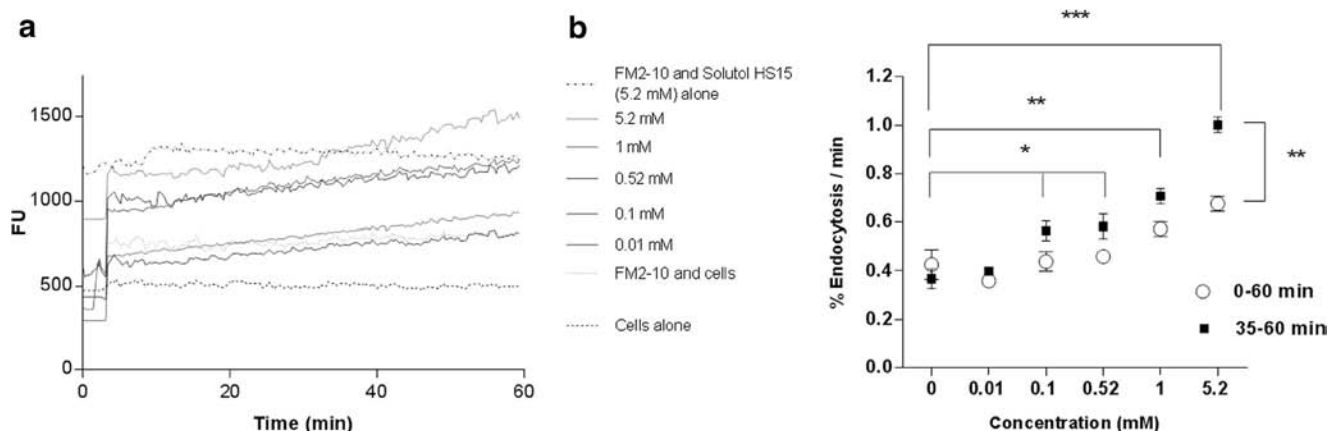 a
1500
1000
500
0
FU
0
20
40
60
Time (min)
FM2-10 and Solutol HS15
(5.2 mM) alone
5.2 mM
1 mM
0.52 mM
0.1 mM
0.01 mM
FM2-10 and cells
Cells alone
b
***
**
*
**
1.2
1.0
0.8
0.6
0.4
0.2
0.0
% Endocytosis / min
0-60 min
35-60 min
0
0.01
0.1
0.52
1
5.2
Concentration (mM)